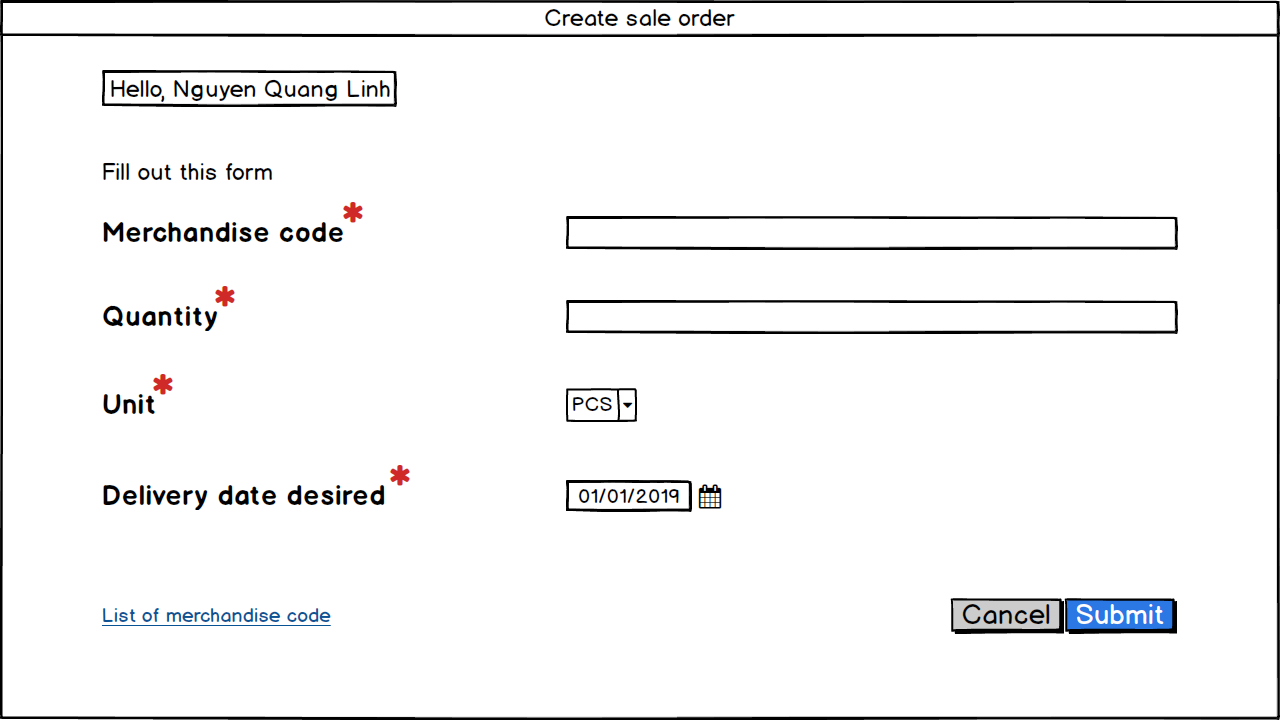 Create sale order
Hello, Nguyen Quang Linh
Fill out this form
Merchandise code*
Quantity*
Unit*
PCS
Delivery date desired*
01/01/2019
List of merchandise code
Cancel
Submit